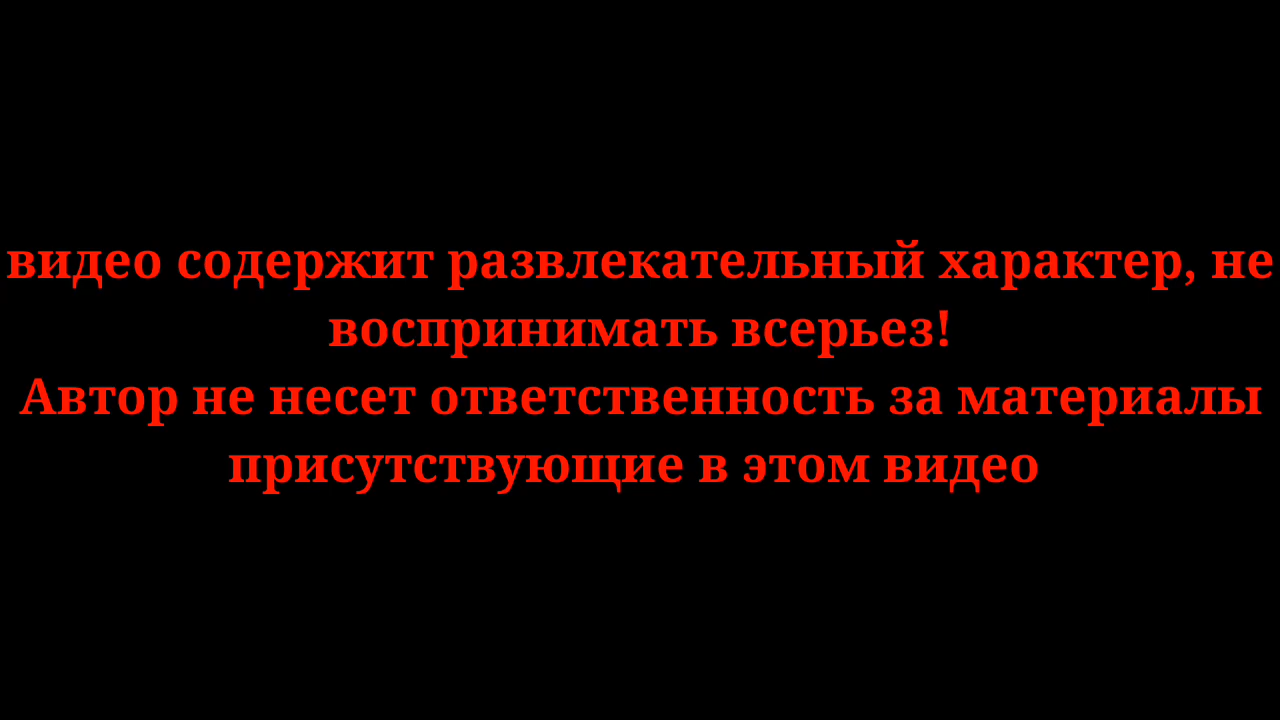 видео содержит развлекательный характер, не
воспринимать всерьез!
Автор не несет ответственность за материалы
присутствующие в этом видео